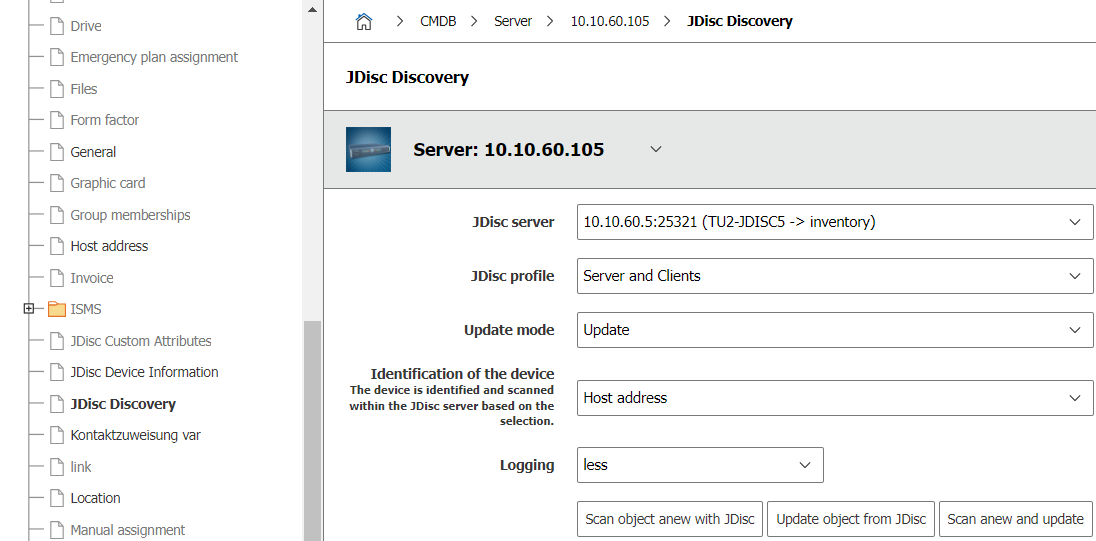 Drive
Emergency plan assignment
Files
Form factor
General
Graphic card
Group memberships
Host address
Invoice
ISMS
JDisc Custom Attributes
JDisc Device Information
JDisc Discovery
Kontaktzuweisung var
link
Location
Manual assignment
CMDB > Server > 10.10.60.105 > JDisc Discovery
JDisc Discovery
Server: 10.10.60.105
JDisc server 10.10.60.5:25321 (TU2-JDISC5 -> inventory)
JDisc profile Server and Clients
Update mode Update
Identification of the device
The device is identified and scanned
within the JDisc server based on the
selection.
Host address
Logging less
Scan object anew with JDisc Update object from JDisc Scan anew and update